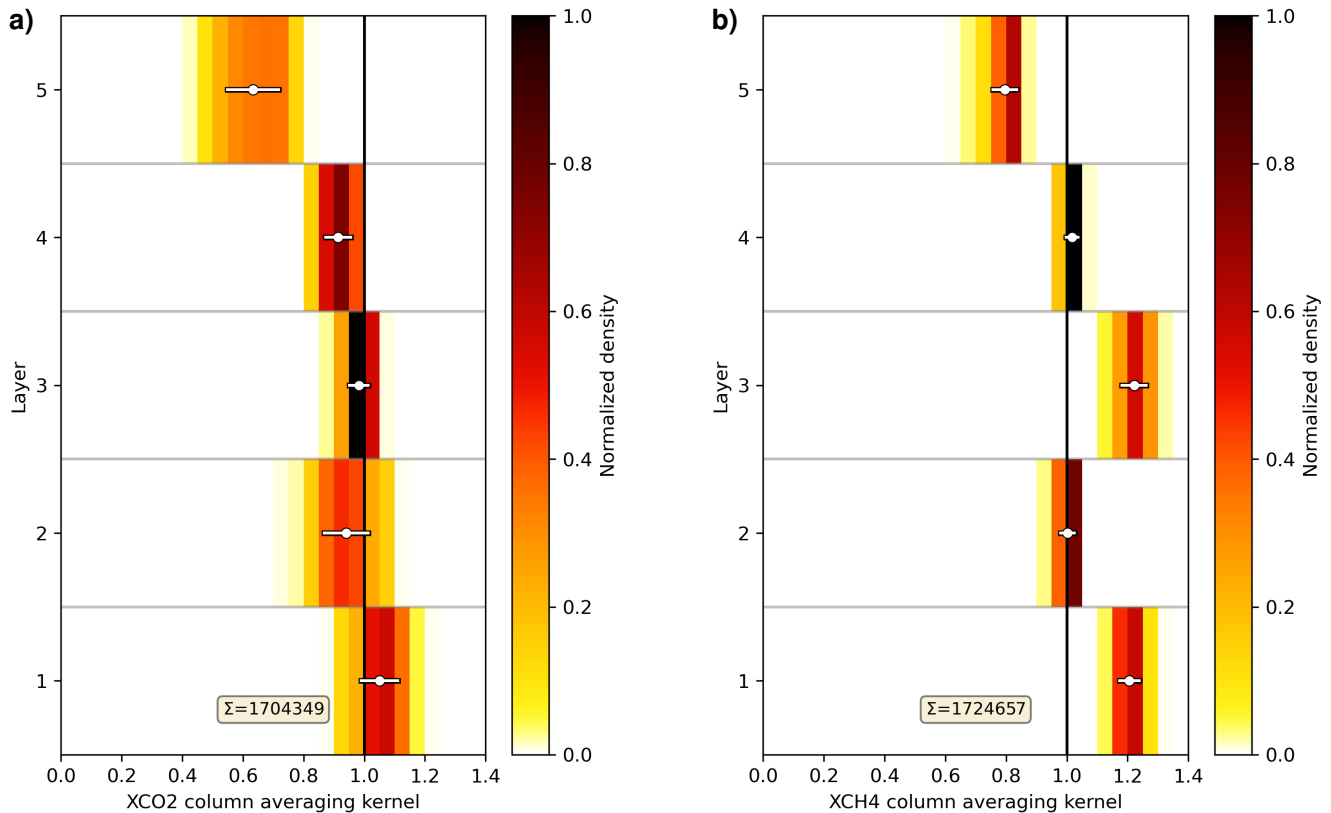 a)
5
4
3
2
1
Layer
Σ=1704349
0.0 0.2 0.4 0.6 0.8 1.0 1.2 1.4
XCO2 column averaging kernel
1.0
0.8
0.6
0.4
0.2
0.0
Normalized density
b)
5
4
3
2
1
Layer
Σ=1724657
0.0 0.2 0.4 0.6 0.8 1.0 1.2 1.4
XCH4 column averaging kernel
1.0
0.8
0.6
0.4
0.2
0.0
Normalized density